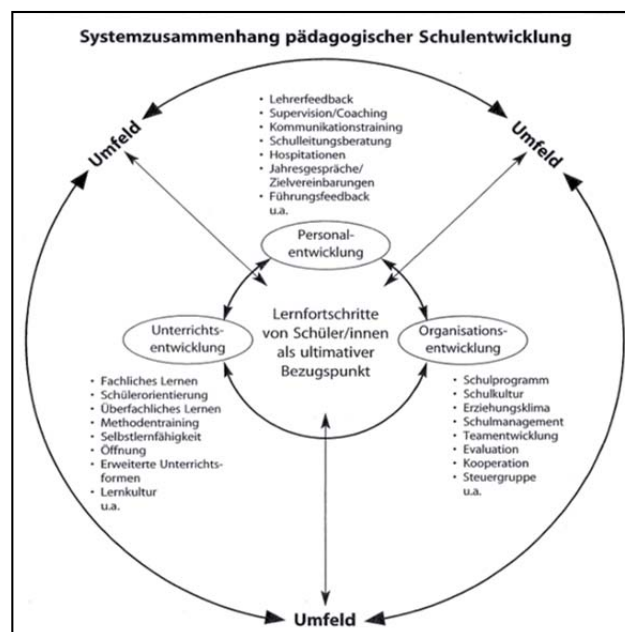 Systemzusammenhang pädagogischer Schulentwicklung
Umfeld
Umfeld
• Lehrerfeedback
• Supervision/Coaching
• Kommunikationstraining
• Schulleitungsberatung
• Hospitationen
• Jahresgespräche/
Zielvereinbarungen
• Führungsfeedback
u.a.
Personal-
entwicklung
Unterrichts-
entwicklung
Lernfortschritte
von Schüler/innen
als ultimativer
Bezugspunkt
Organisations-
entwicklung
• Fachliches Lernen
• Schülerorientierung
• Überfachliches Lernen
• Methodentraining
• Selbstlernfähigkeit
• Öffnung
• Erweiterte Unterrichts-
formen
• Lernkultur
u.a.
• Schulprogramm
• Schulkultur
• Erziehungsklima
• Schulmanagement
• Teamentwicklung
• Evaluation
• Kooperation
• Steuergruppe
u.a.
Umfeld